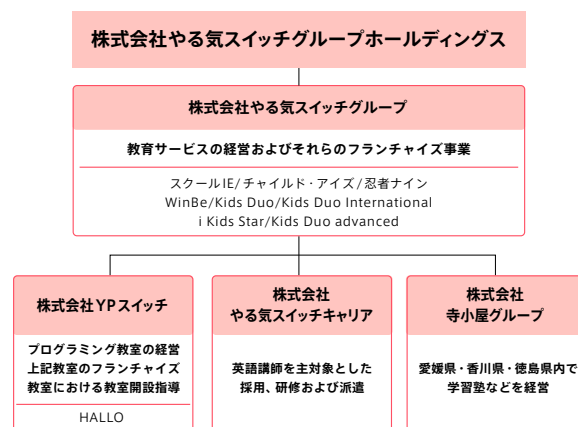 株式会社やる気スイッチグループホールディングス
株式会社やる気スイッチグループ
教育サービスの経営およびそれらのフランチャイズ事業
スクールIE/チャイルド・アイズ/忍者ナイン
WinBe/Kids Duo/Kids Duo International
i Kids Star/Kids Duo advanced
株式会社YPスイッチ
プログラミング教室の経営
上記教室のフランチャイズ
教室における教室開設指導
HALLO
株式会社
やる気スイッチキャリア
英語講師を主対象とした
採用、研修および派遣
株式会社
寺小屋グループ
愛媛県・香川県・徳島県内で
学習塾などを経営